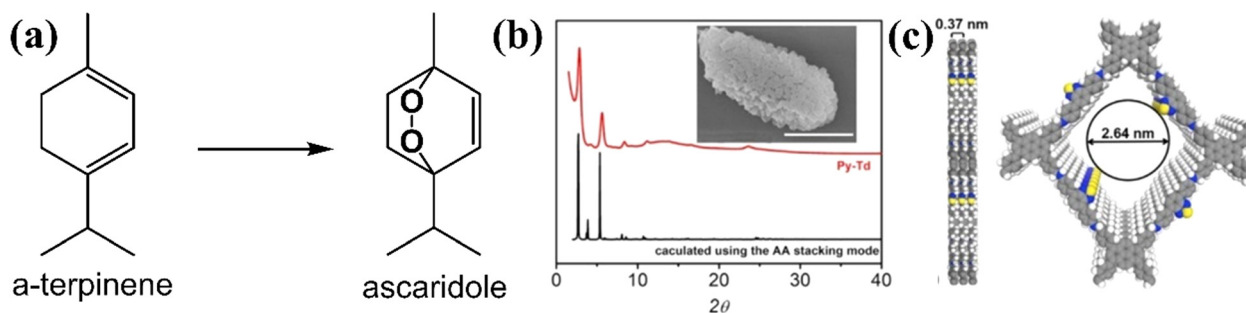 (a)
O
O
a-terpinene
ascaridole
(b)
Py-Td
caculated using the AA stacking mode
0
10
20
30
40
2θ
(c)
0.37 nm
2.64 nm